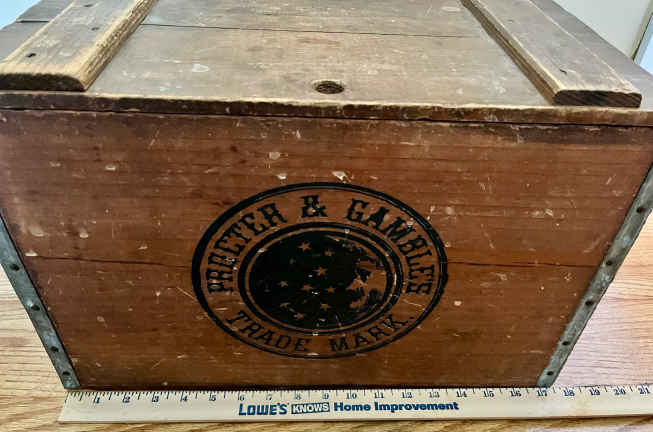 PROCTER & GAMBLE'S
TRADE MARK.
1 2 3 4 5 6 7 8 9 10 11 12 13 14 15 16 17 18 19 20 21
LOWE'S KNOWS Home Improvement